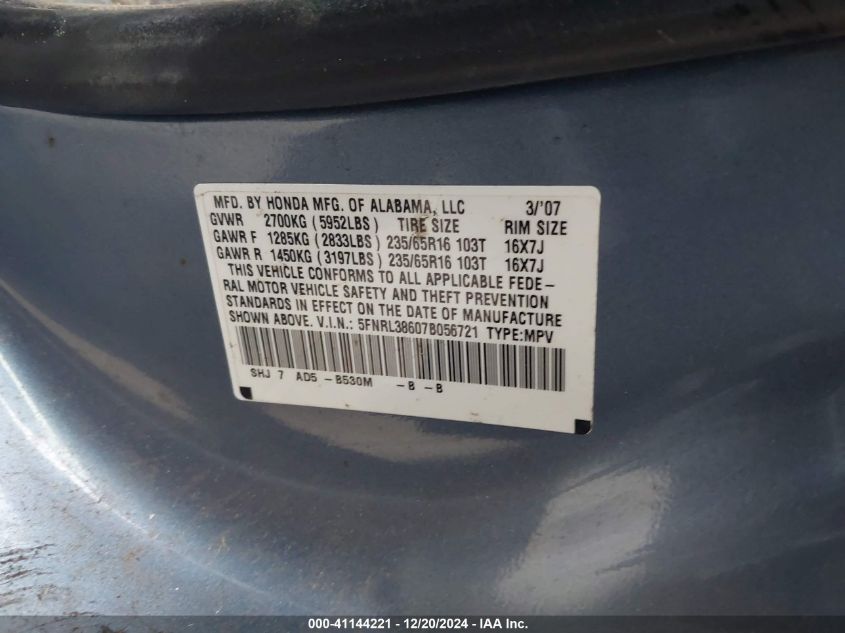 MFD. BY HONDA MFG. OF ALABAMA, LLC 3/'07
GVWR 2700KG (5952LBS) TIRE SIZE RIM SIZE
GAWR F 1285KG (2833LBS) 235/65R16 103T 16X7J
GAWR R 1450KG (3197LBS) 235/65R16 103T 16X7J
THIS VEHICLE CONFORMS TO ALL APPLICABLE FEDE-
RAL MOTOR VEHICLE SAFETY AND THEFT PREVENTION
STANDARDS IN EFFECT ON THE DATE OF MANUFACTURE
SHOWN ABOVE. V.I.N.: 5FNRL38607B056721 TYPE:MPV
SHJ 7 AD5 -B530M -B -B
000-41144221 - 12/20/2024 - IAA Inc.